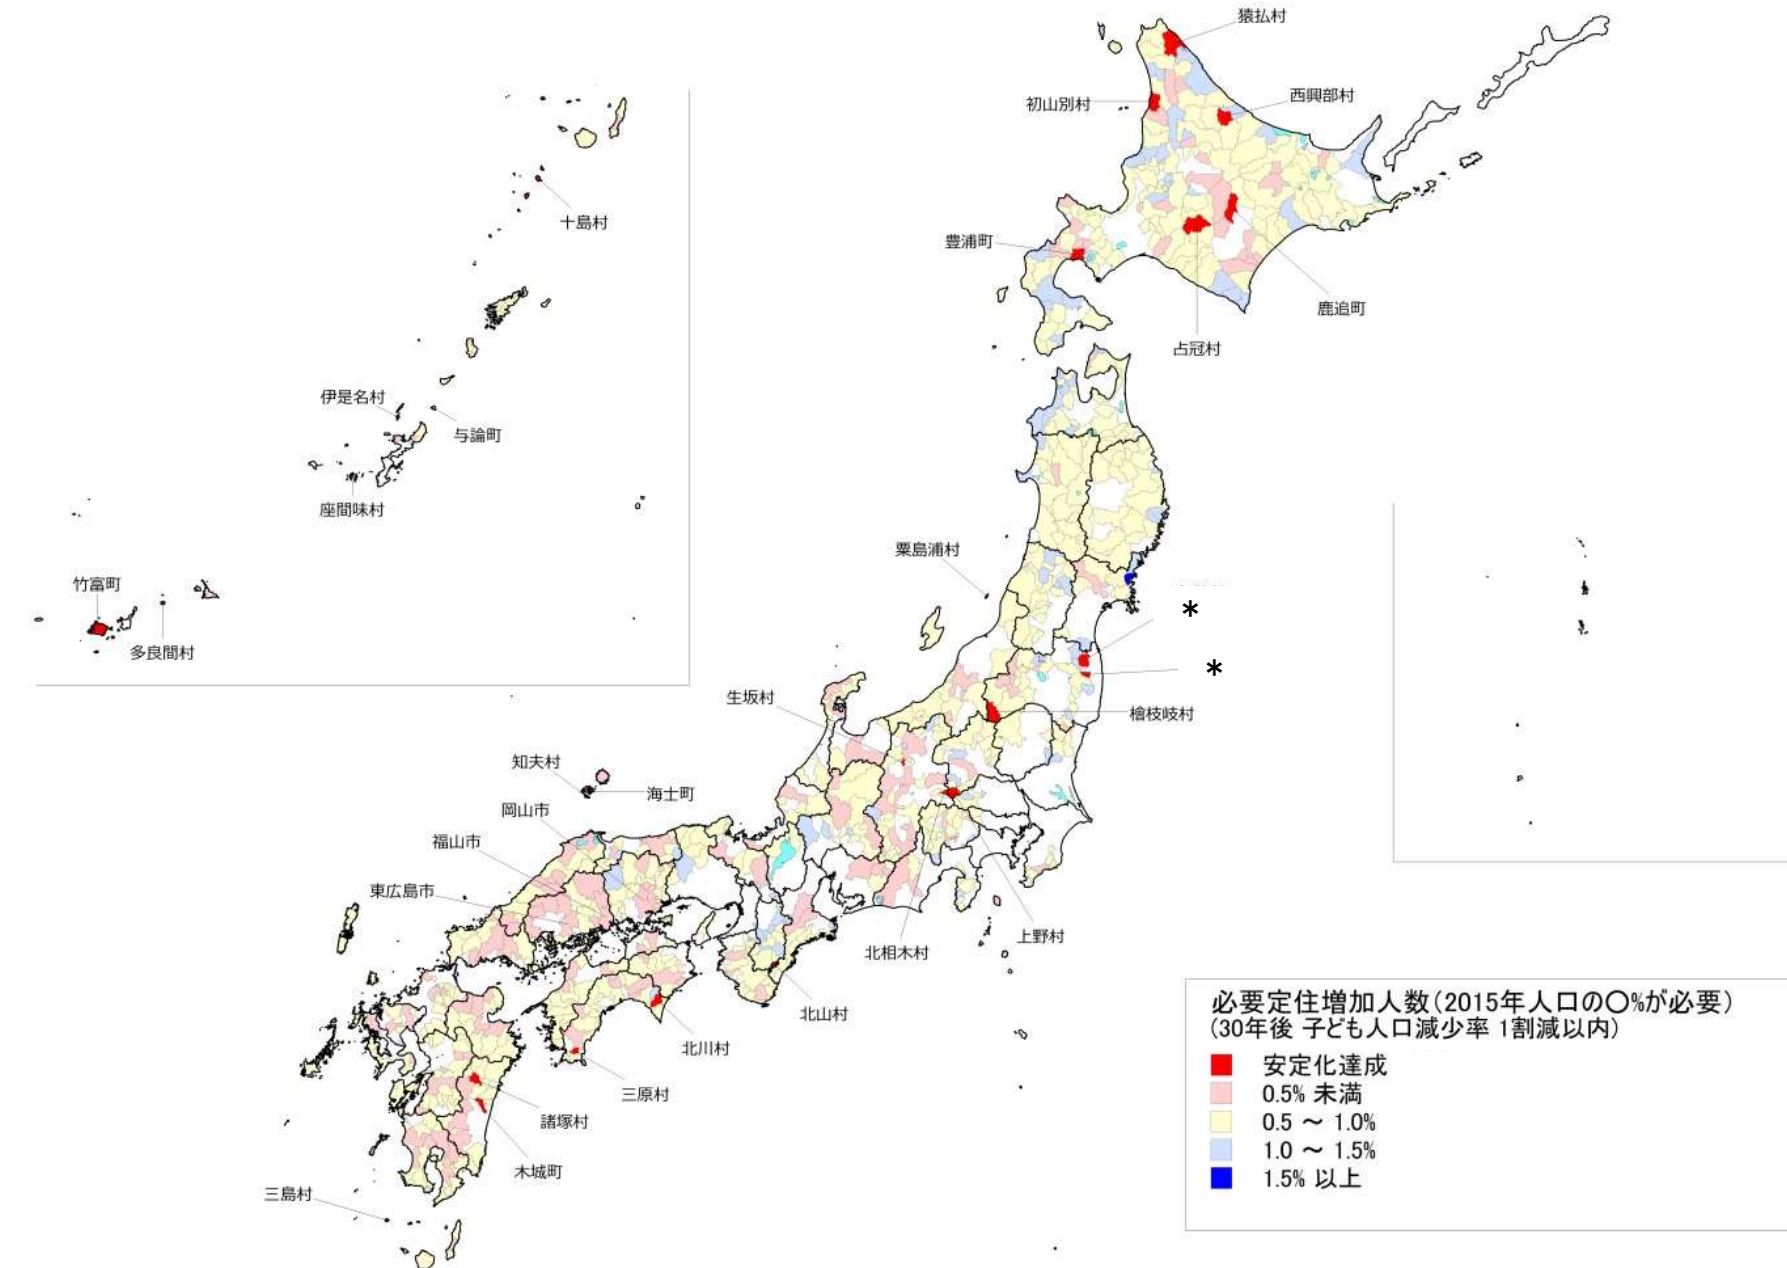 猿払村
初山別村
西興部村
十島村
豊浦町
鹿追町
占冠村
伊是名村
与論町
座間味村
粟島浦村
竹富町
*
多良間村
*
生坂村
檜枝岐村
知夫村
海士町
岡山市
福山市
東広島市
上野村
北相木村
北山村
北川村
三原村
諸塚村
木城町
三島村
必要定住増加人数(2015年人口の〇%が必要)
(30年後 子ども人口減少率 1割減以内)
安定化達成
0.5% 未満
0.5 ～ 1.0%
1.0 ～ 1.5%
1.5% 以上